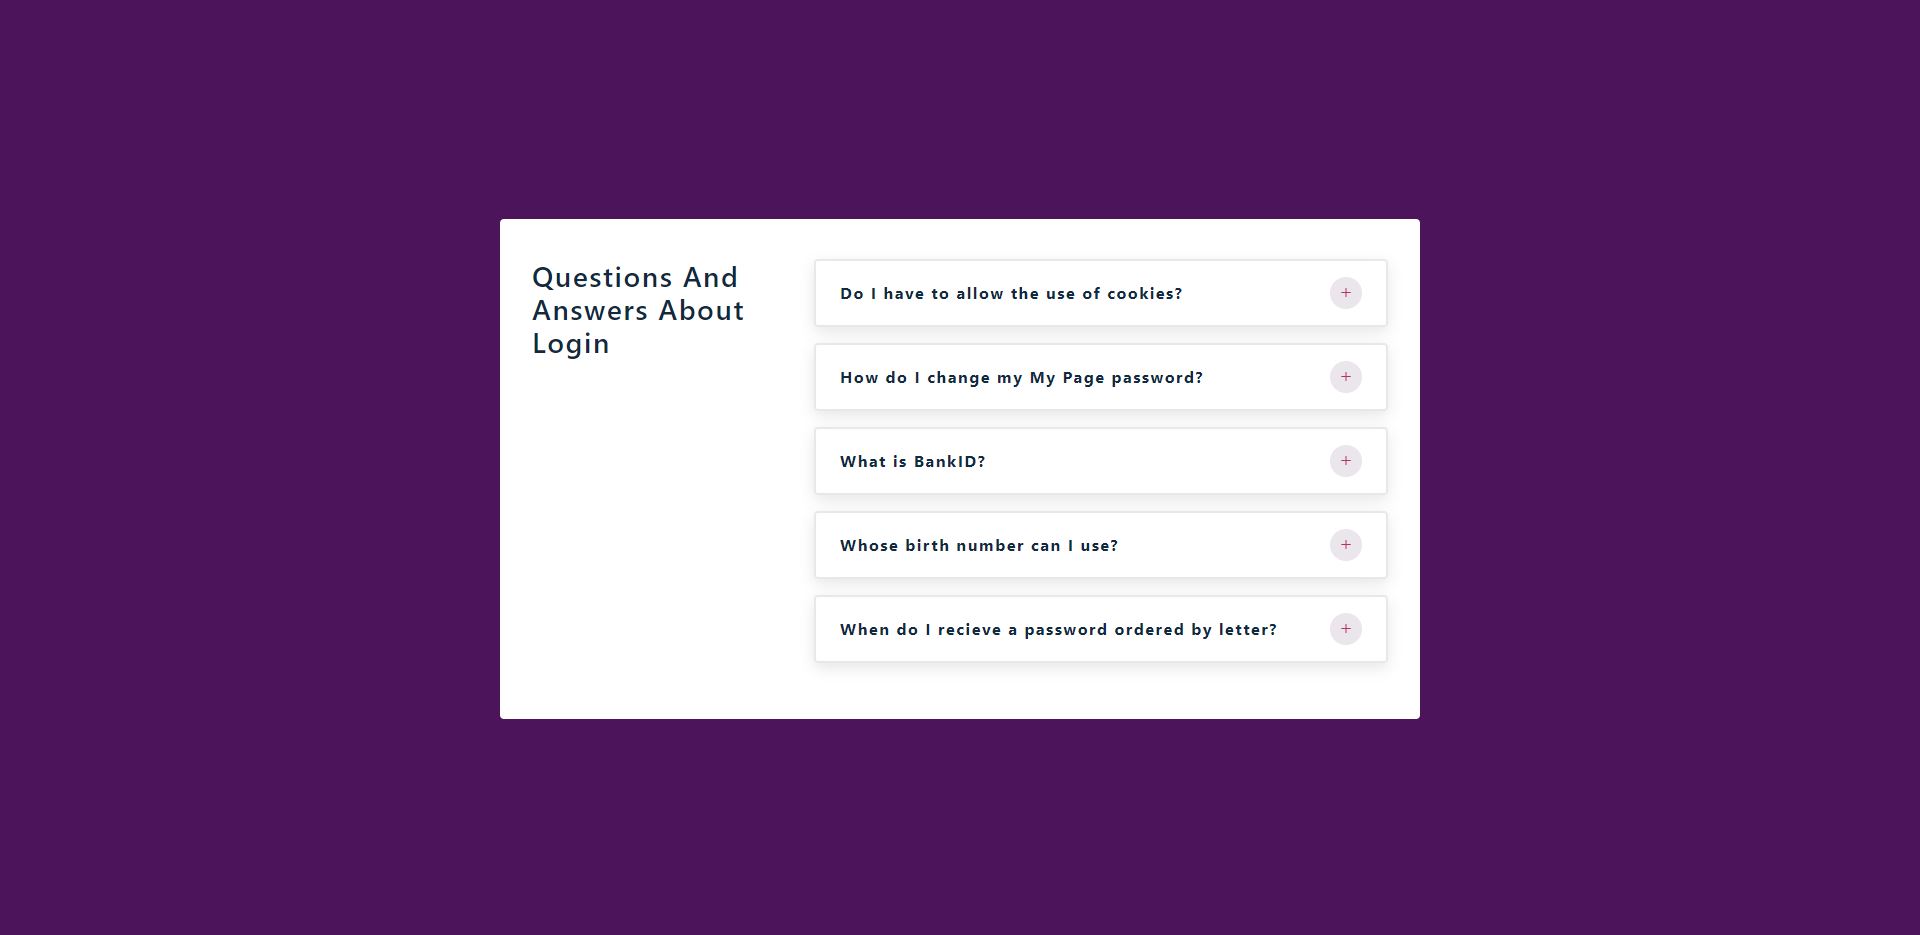 Questions And
Answers About
Login
Do I have to allow the use of cookies?
+
How do I change my My Page password?
+
What is BankID?
+
Whose birth number can I use?
+
When do I recieve a password ordered by letter?
+